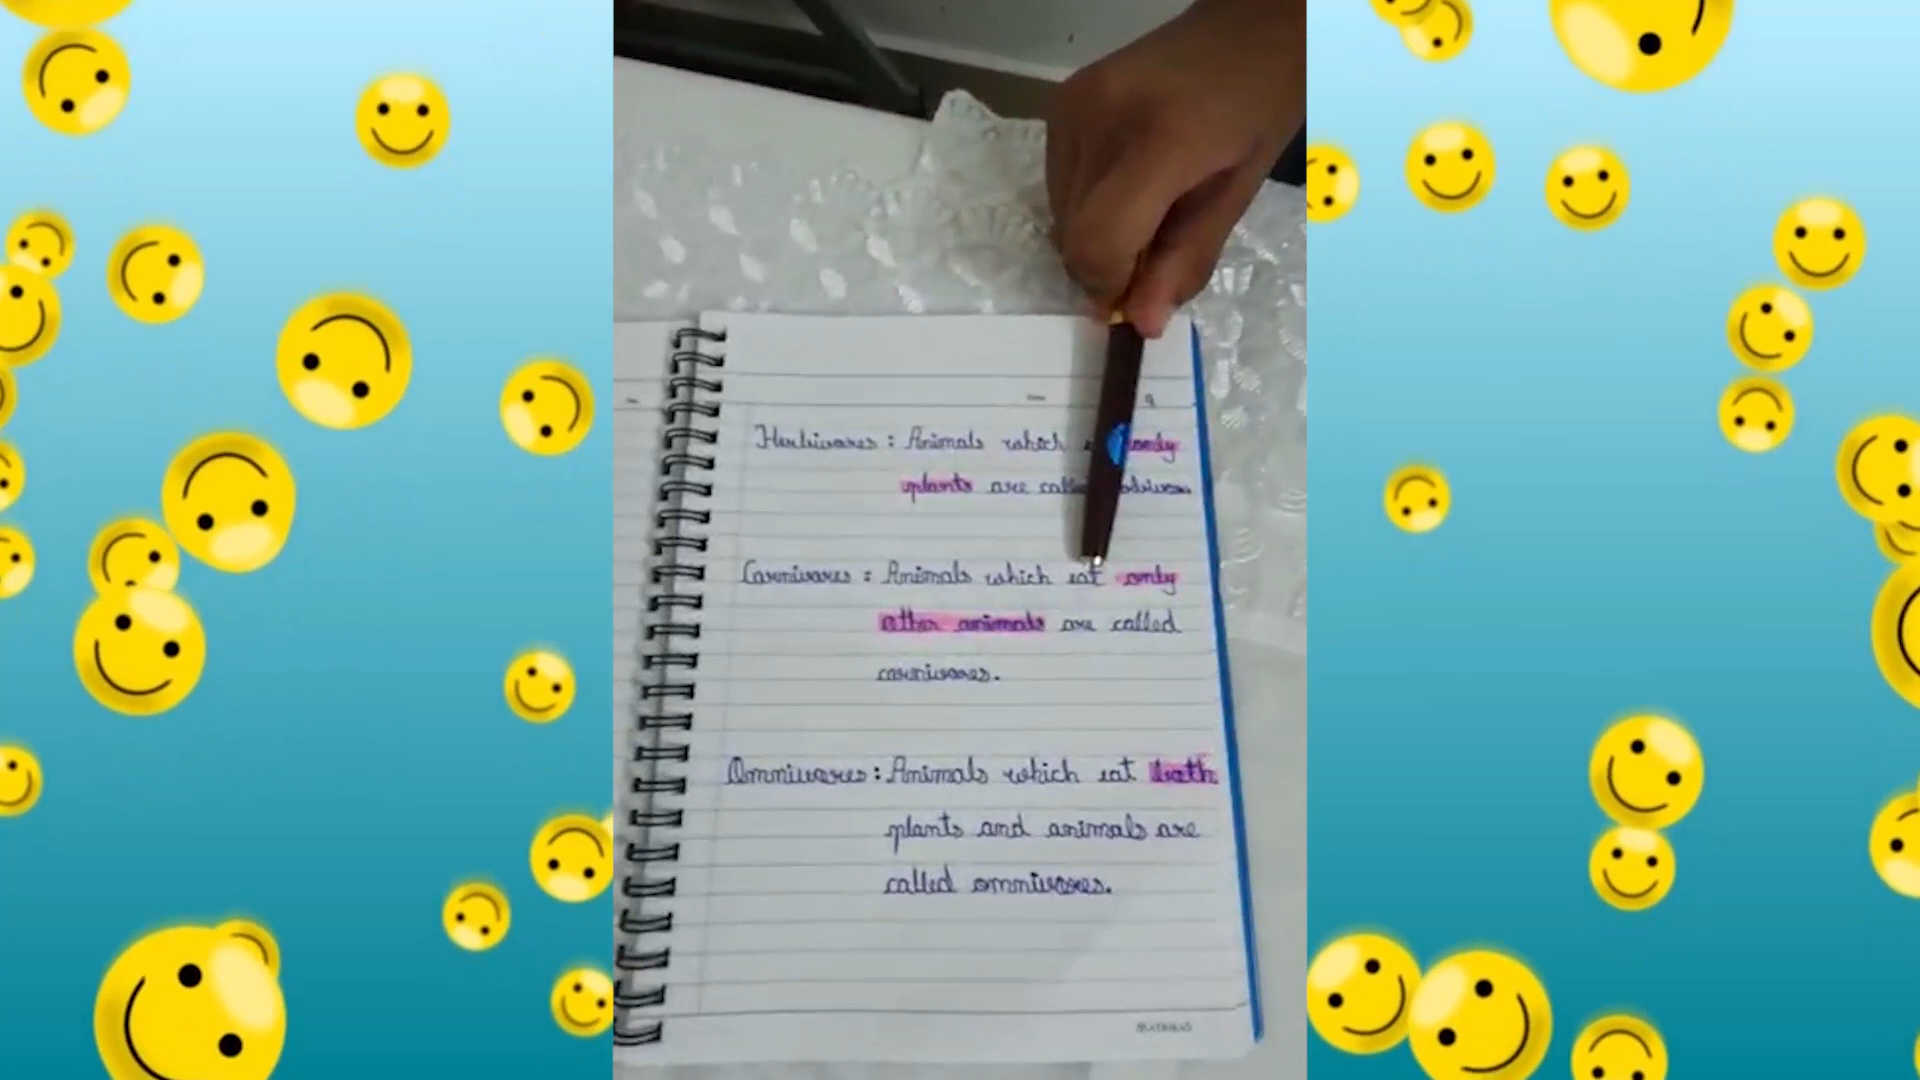 Herbivores : Animals which only
plants are
Carnivores : Animals which eat only
other animals are called
carnivores.
Omnivores : Animals which eat both
plants and animals are
called omnivores.